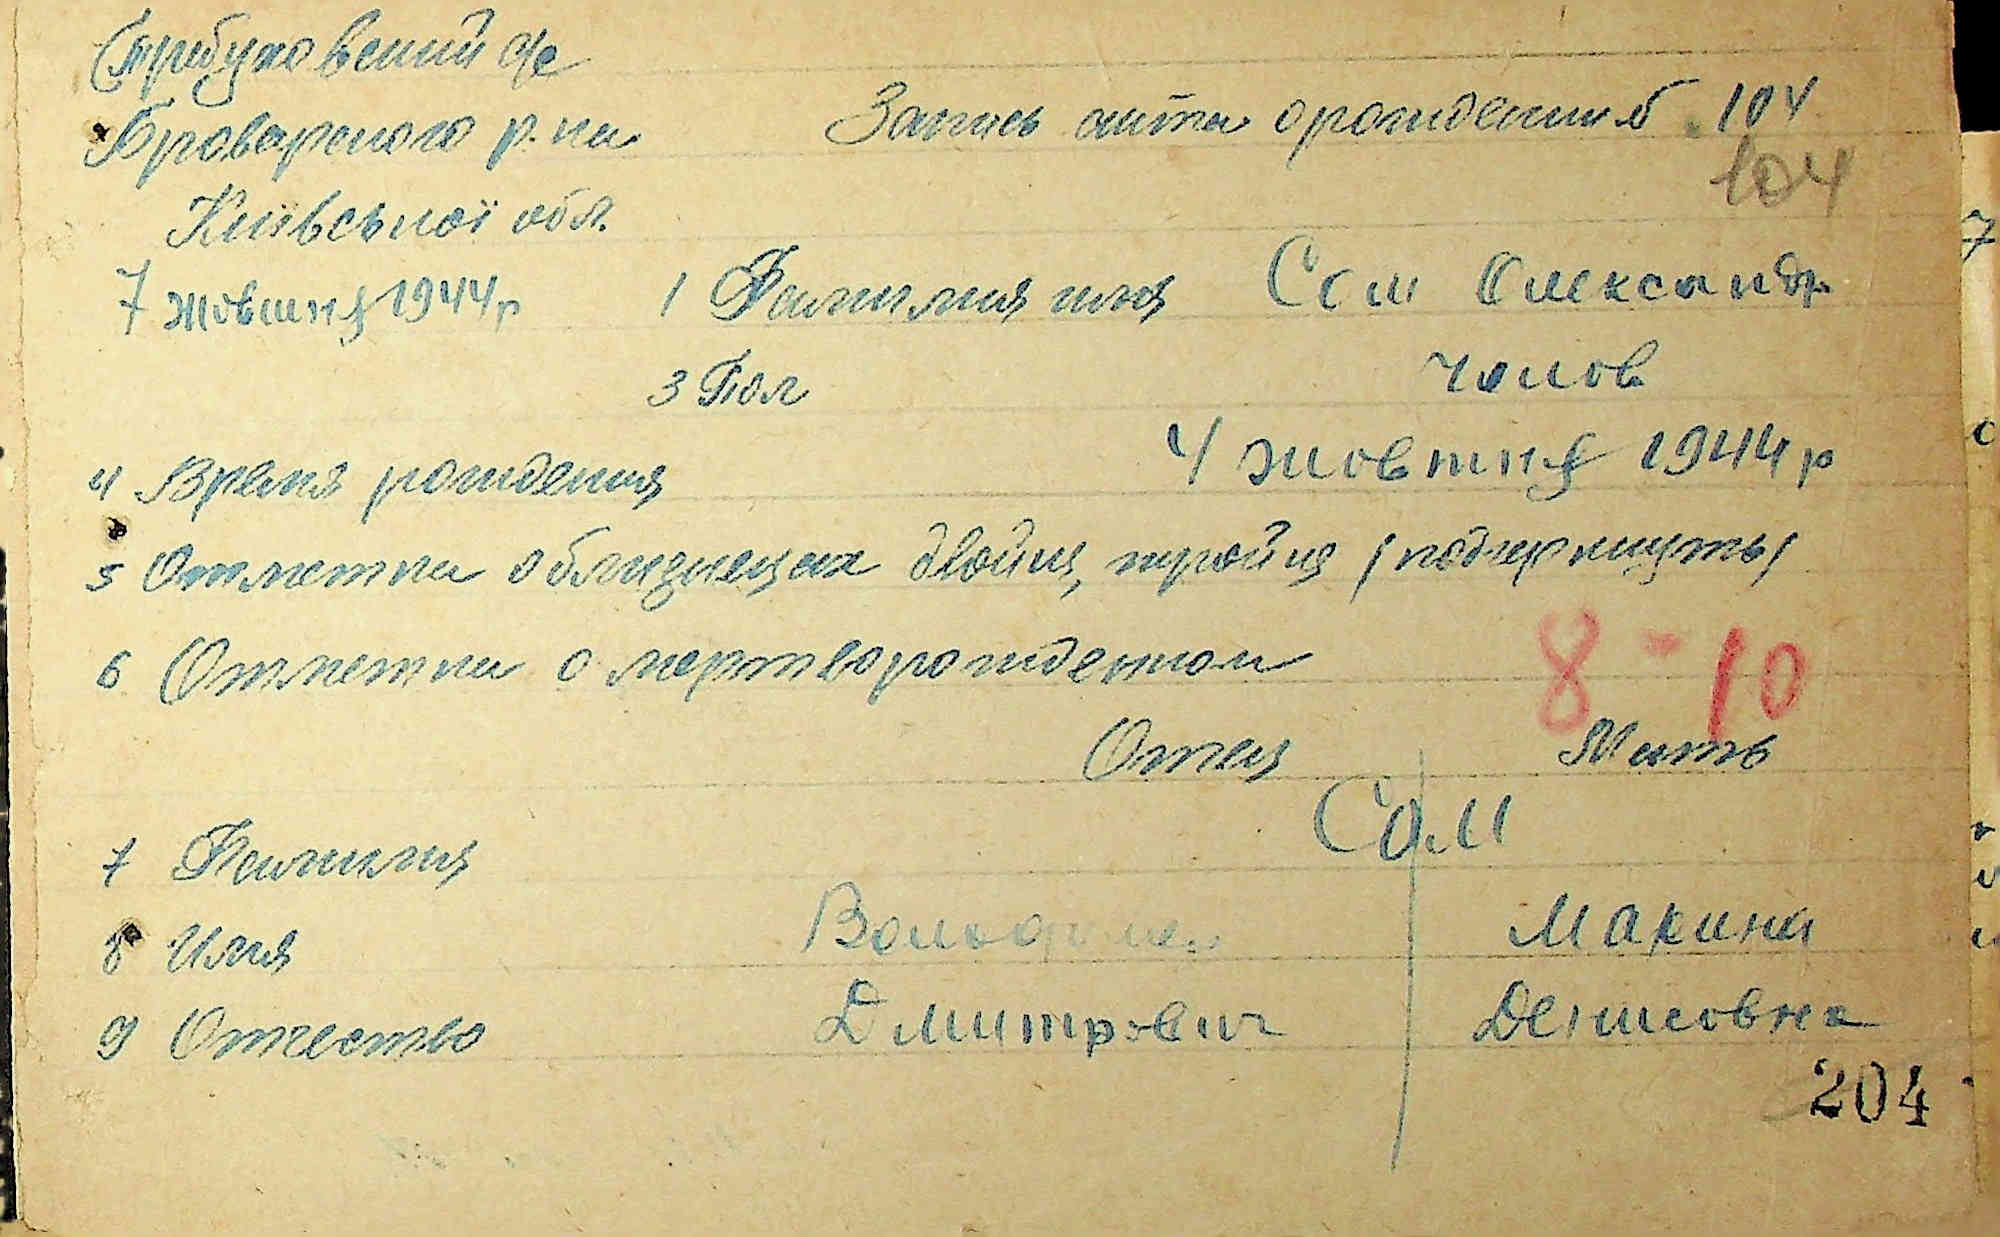 Требуховский с/с
Броварского р-на Запись акта о рождении б 104
104
Київської обл.
7 жовтня 1944 р 1 Фамилия имя Сом Олександр
3 Пол чолов
4 Время рождения 4 жовтня 1944 р
5 Отметки о близнецах двойня, тройня (подчеркнуть)
6 Отметки о мертворожденном
8-10
Отец Мать
7 Фамилия Сом
8 Имя Володимир Марина
9 Отчество Дмитрович Денисовна
204